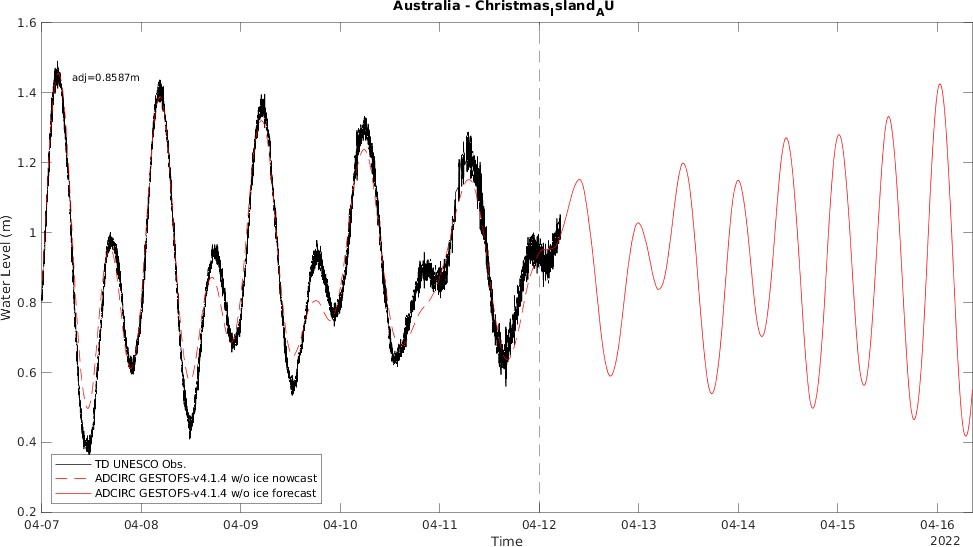 Australia - Christmas_Island_AU
adj=0.8587m
Water Level (m)
1.6
1.4
1.2
1
0.8
0.6
0.4
0.2
TD UNESCO Obs.
ADCIRC GESTOFS-v4.1.4 w/o ice nowcast
ADCIRC GESTOFS-v4.1.4 w/o ice forecast
04-07 04-08 04-09 04-10 04-11 04-12 04-13 04-14 04-15 04-16
Time
2022